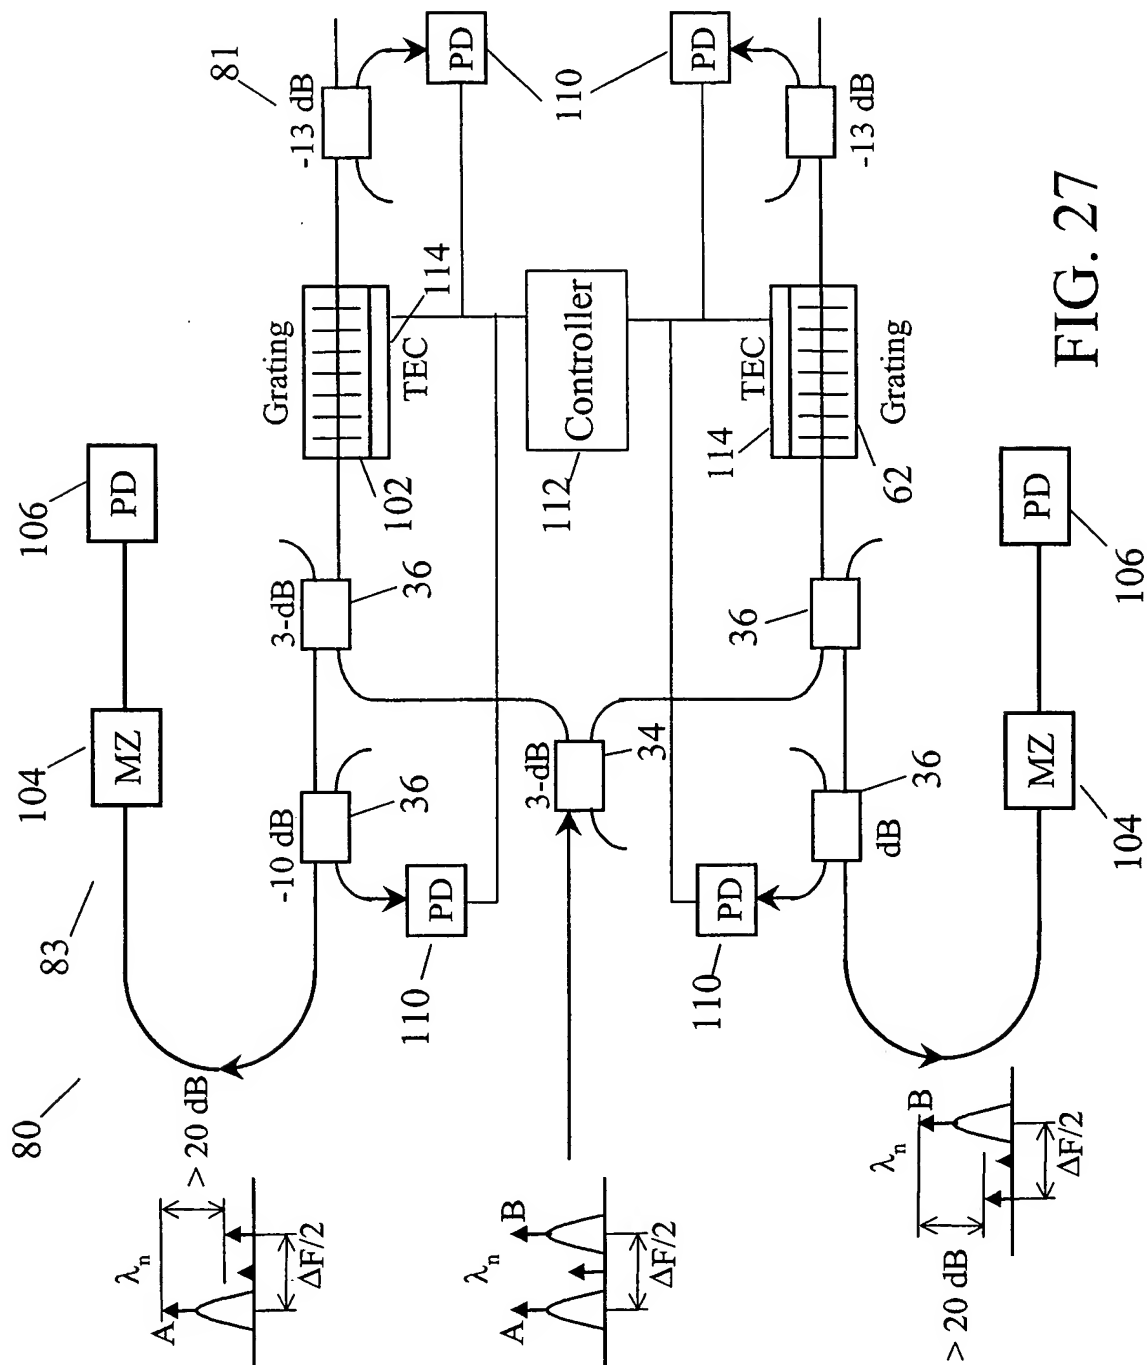 80
83
104
106
MZ
PD
A
λn
> 20 dB
ΔF/2
-10 dB
3-dB
Grating
-13 dB
81
36
36
102
TEC
114
PD
110
PD
110
A
λn
B
ΔF/2
3-dB
34
112
Controller
110
PD
PD
36
114
TEC
dB
36
62
Grating
-13 dB
> 20 dB
λn
B
ΔF/2
MZ
PD
104
106
FIG. 27